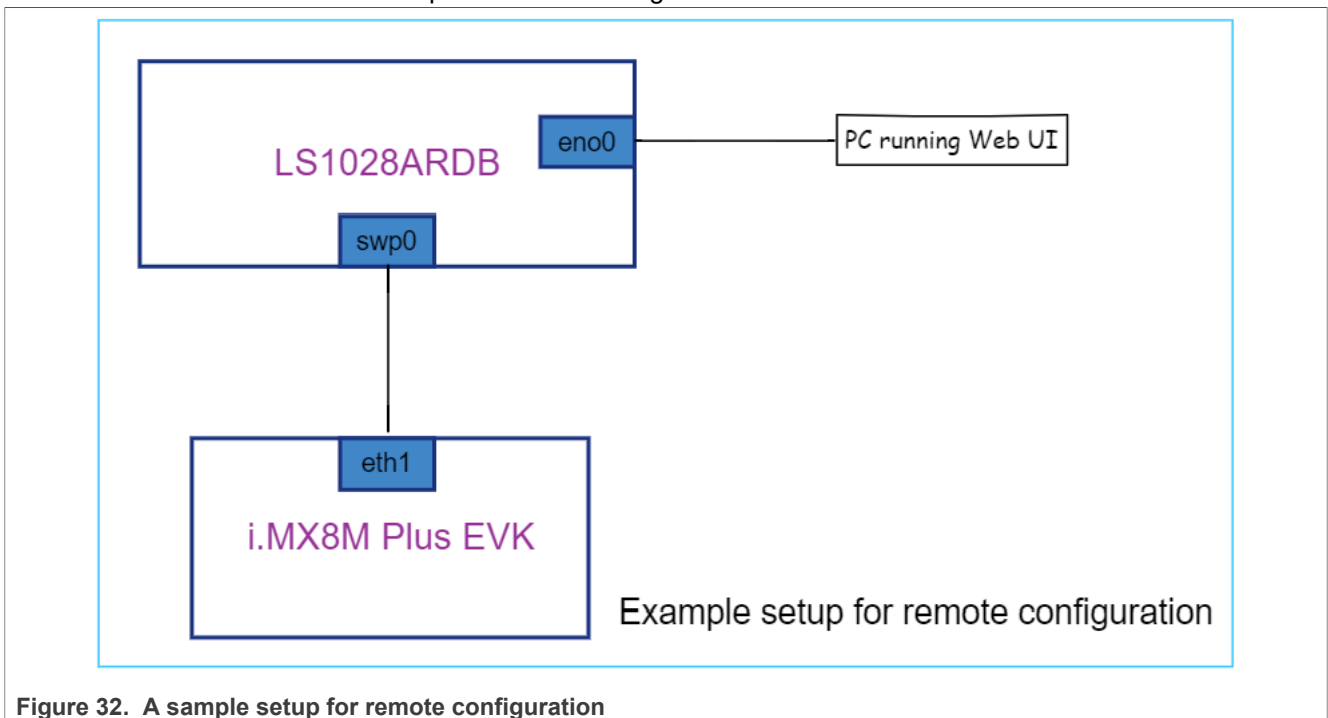 eno0
PC running Web UI
LS1028ARDB
swp0
eth1
i.MX8M Plus EVK
Example setup for remote configuration
Figure 32. A sample setup for remote configuration